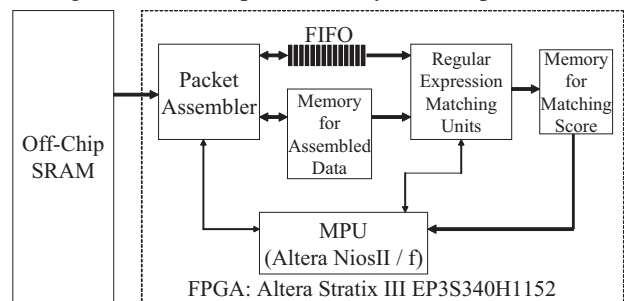 FIFO
Packet
Assembler
Regular
Expression
Matching
Units
Memory
for
Matching
Score
Memory
for
Assembled
Data
Off-Chip
SRAM
MPU
(Altera NiosII / f)
FPGA: Altera Stratix III EP3S340H1152